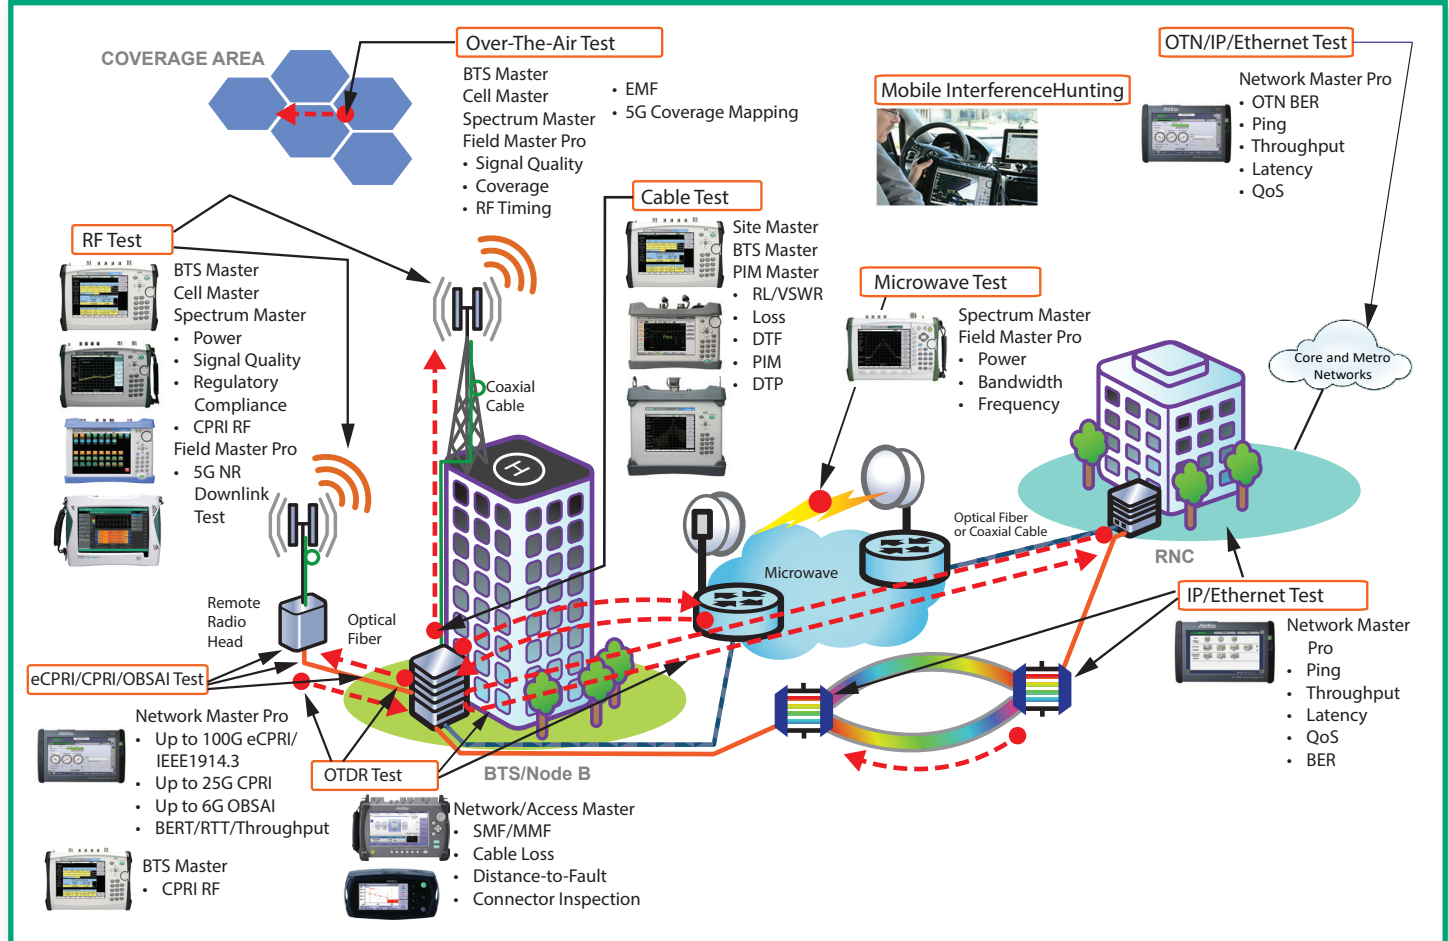 COVERAGE AREA
Over-The-Air Test
BTS Master
Cell Master
Spectrum Master
Field Master Pro
• Signal Quality
• Coverage
• RF Timing
• EMF
• 5G Coverage Mapping
Mobile InterferenceHunting
OTN/IP/Ethernet Test
Network Master Pro
• OTN BER
• Ping
• Throughput
• Latency
• QoS
RF Test
BTS Master
Cell Master
Spectrum Master
• Power
• Signal Quality
• Regulatory
Compliance
• CPRI RF
Field Master Pro
• 5G NR
Downlink
Test
Cable Test
Site Master
BTS Master
PIM Master
• RL/VSWR
• Loss
• DTF
• PIM
• DTP
Microwave Test
Spectrum Master
Field Master Pro
• Power
• Bandwidth
• Frequency
Core and Metro
Networks
Coaxial
Cable
H
Optical Fiber
or Coaxial Cable
RNC
Microwave
Remote
Radio
Head
Optical
Fiber
IP/Ethernet Test
Network Master
Pro
• Ping
• Throughput
• Latency
• QoS
• BER
eCPRI/CPRI/OBSAI Test
Network Master Pro
• Up to 100G eCPRI/
IEEE1914.3
• Up to 25G CPRI
• Up to 6G OBSAI
• BERT/RTT/Throughput
BTS Master
• CPRI RF
OTDR Test
BTS/Node B
Network/Access Master
• SMF/MMF
• Cable Loss
• Distance-to-Fault
• Connector Inspection